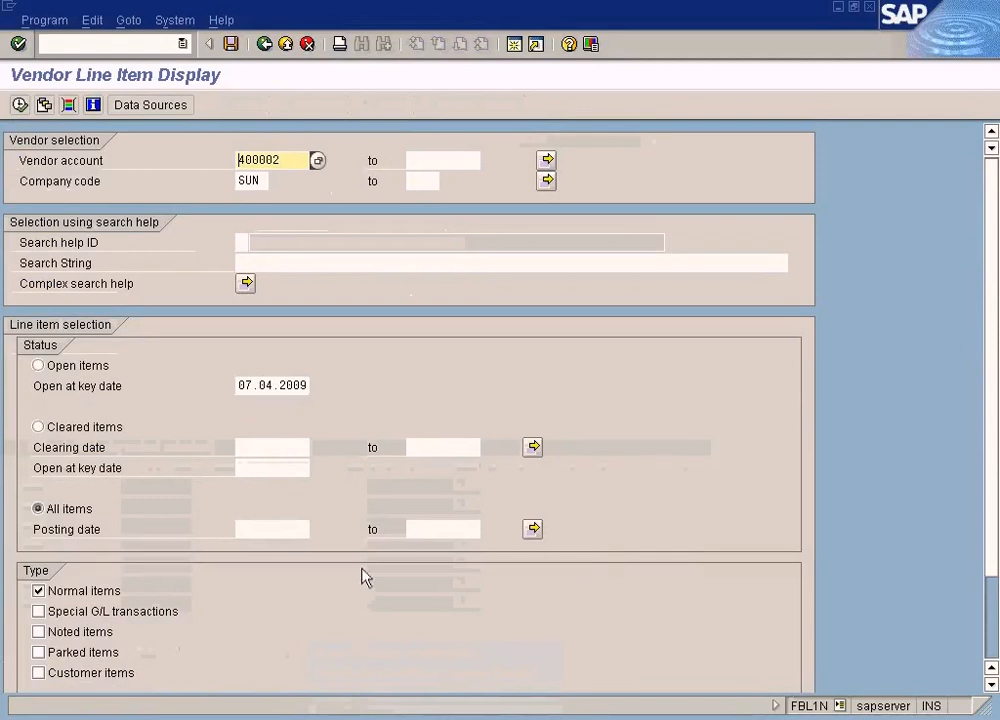 Program Edit Goto System Help
SAP
Vendor Line Item Display
Data Sources
Vendor selection
Vendor account 400002 to
Company code SUN to
Selection using search help
Search help ID
Search String
Complex search help
Line item selection
Status
Open items
Open at key date 07.04.2009
Cleared items
Clearing date to
Open at key date
All items
Posting date to
Type
Normal items
Special G/L transactions
Noted items
Parked items
Customer items
FBL1N sapserver INS